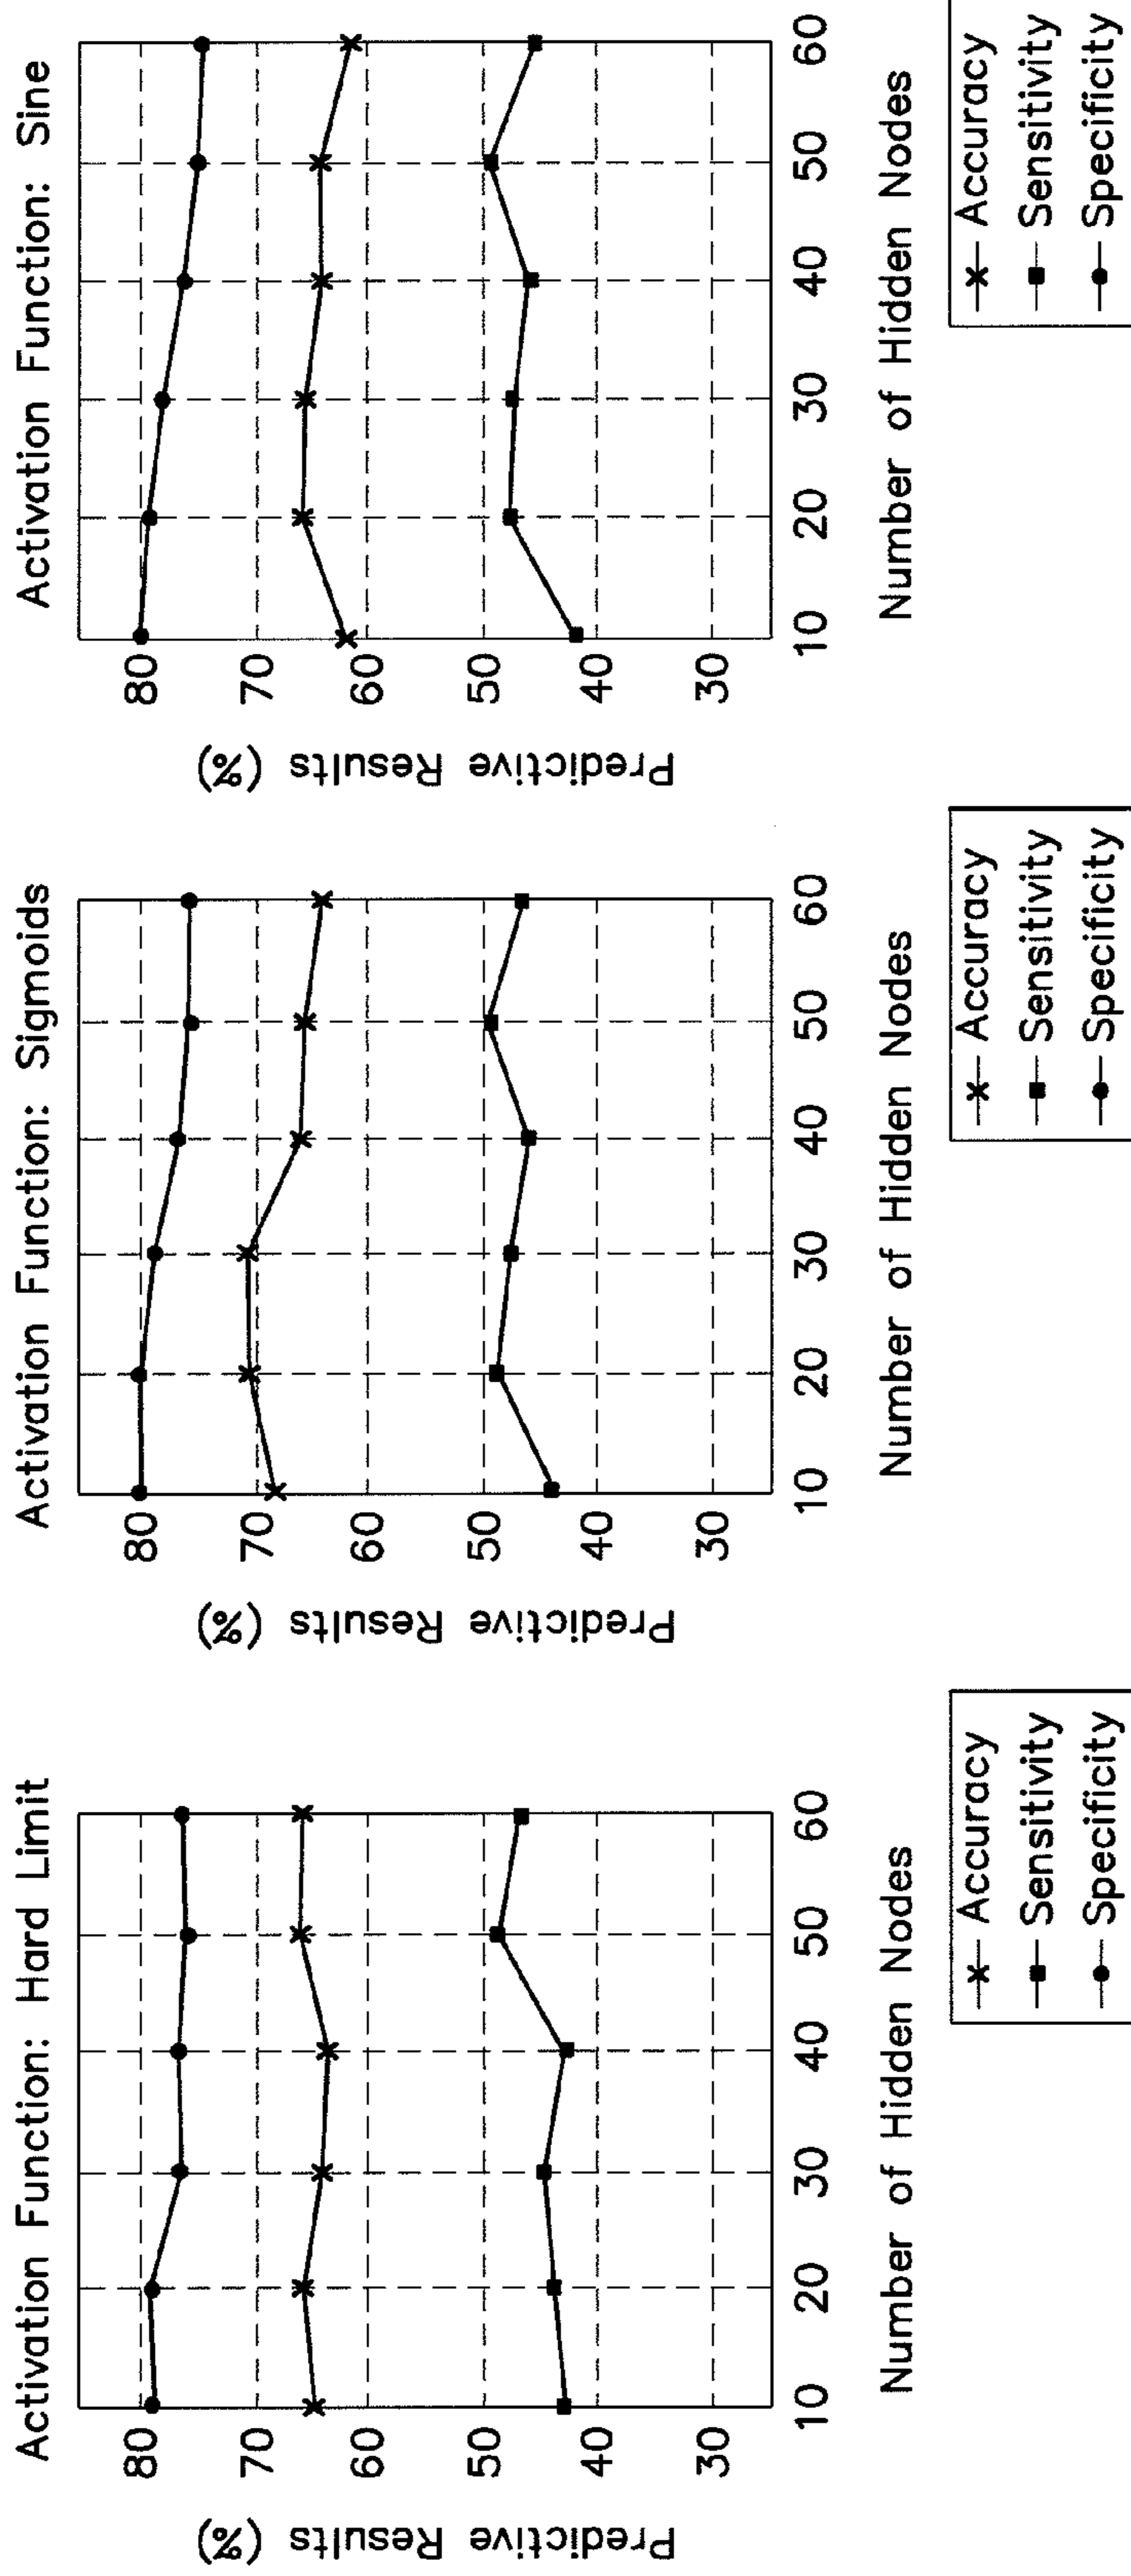 Activation Function: Hard Limit
Predictive Results (%)
80
70
60
50
40
30
10 20 30 40 50 60
Number of Hidden Nodes
Accuracy
Sensitivity
Specificity
Activation Function: Sigmoids
Predictive Results (%)
80
70
60
50
40
30
10 20 30 40 50 60
Number of Hidden Nodes
Accuracy
Sensitivity
Specificity
Activation Function: Sine
Predictive Results (%)
80
70
60
50
40
30
10 20 30 40 50 60
Number of Hidden Nodes
Accuracy
Sensitivity
Specificity